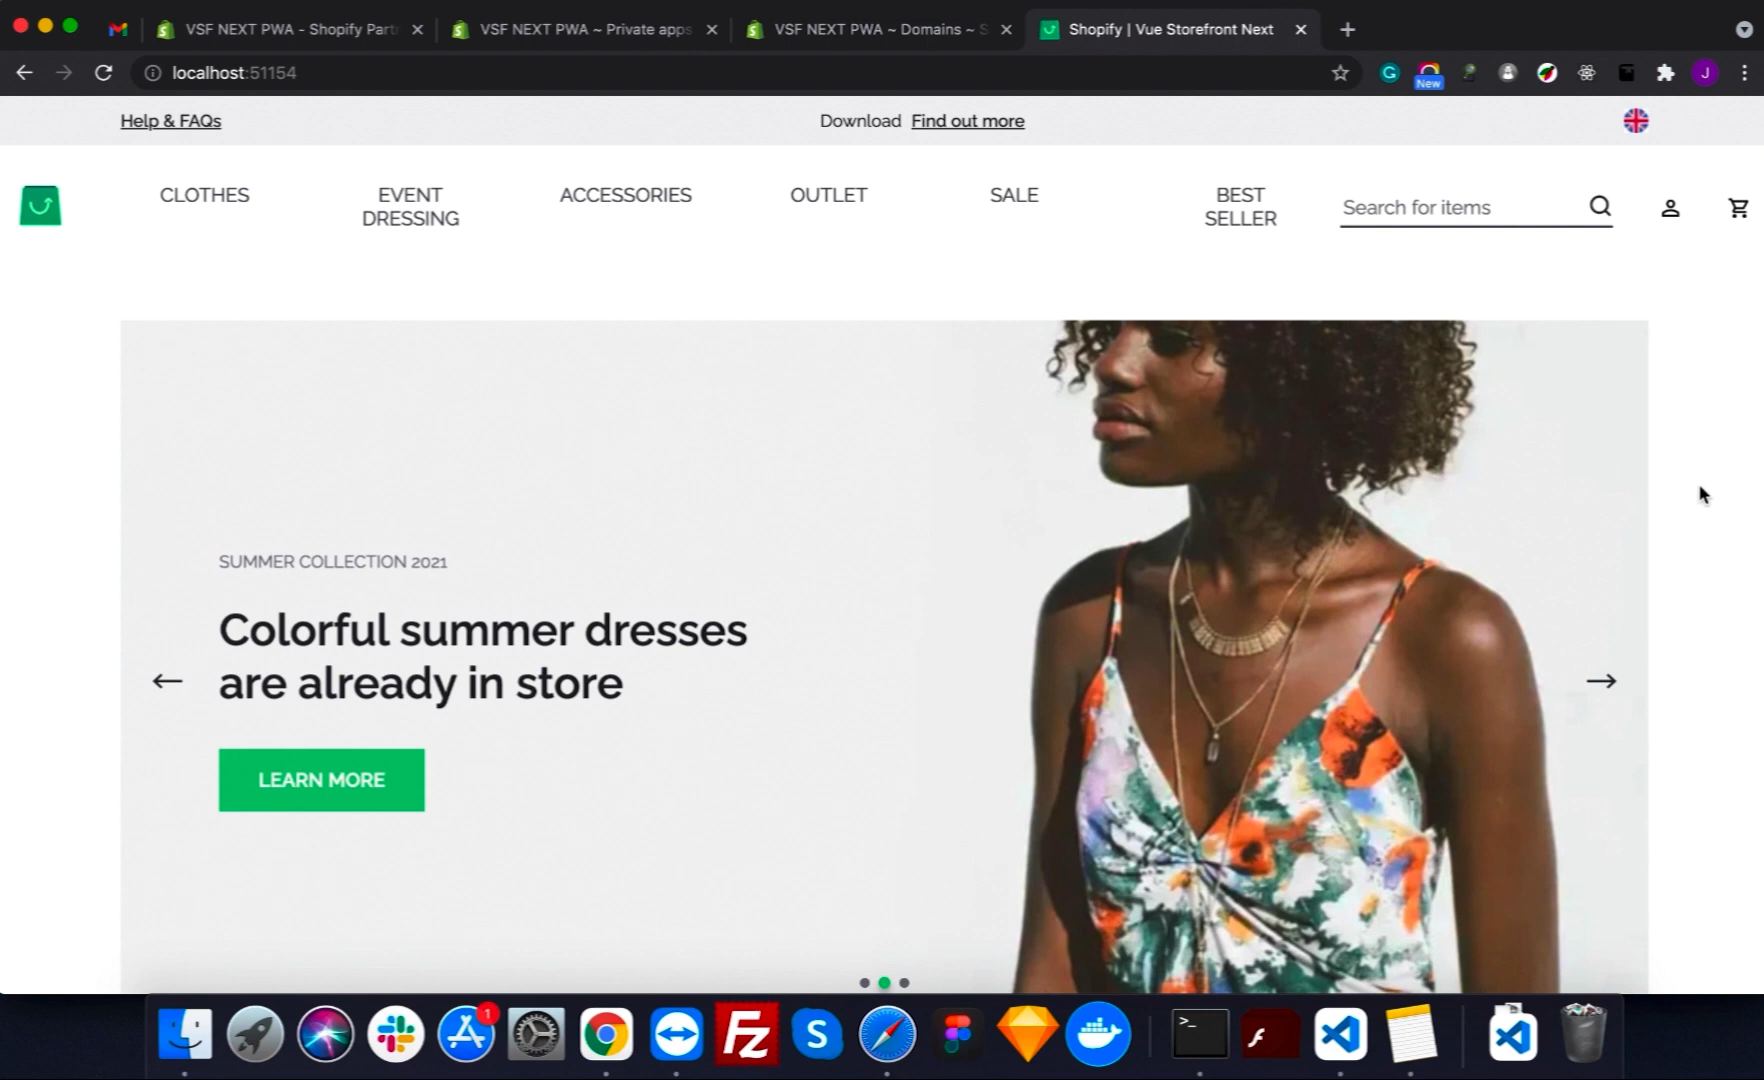 VSF NEXT PWA - Shopify Partn
VSF NEXT PWA ~ Private apps
VSF NEXT PWA ~ Domains ~ S
Shopify | Vue Storefront Next
localhost:51154
New
J
Help & FAQs
Download Find out more
CLOTHES
EVENT
DRESSING
ACCESSORIES
OUTLET
SALE
BEST
SELLER
Search for items
SUMMER COLLECTION 2021
Colorful summer dresses
are already in store
LEARN MORE
1